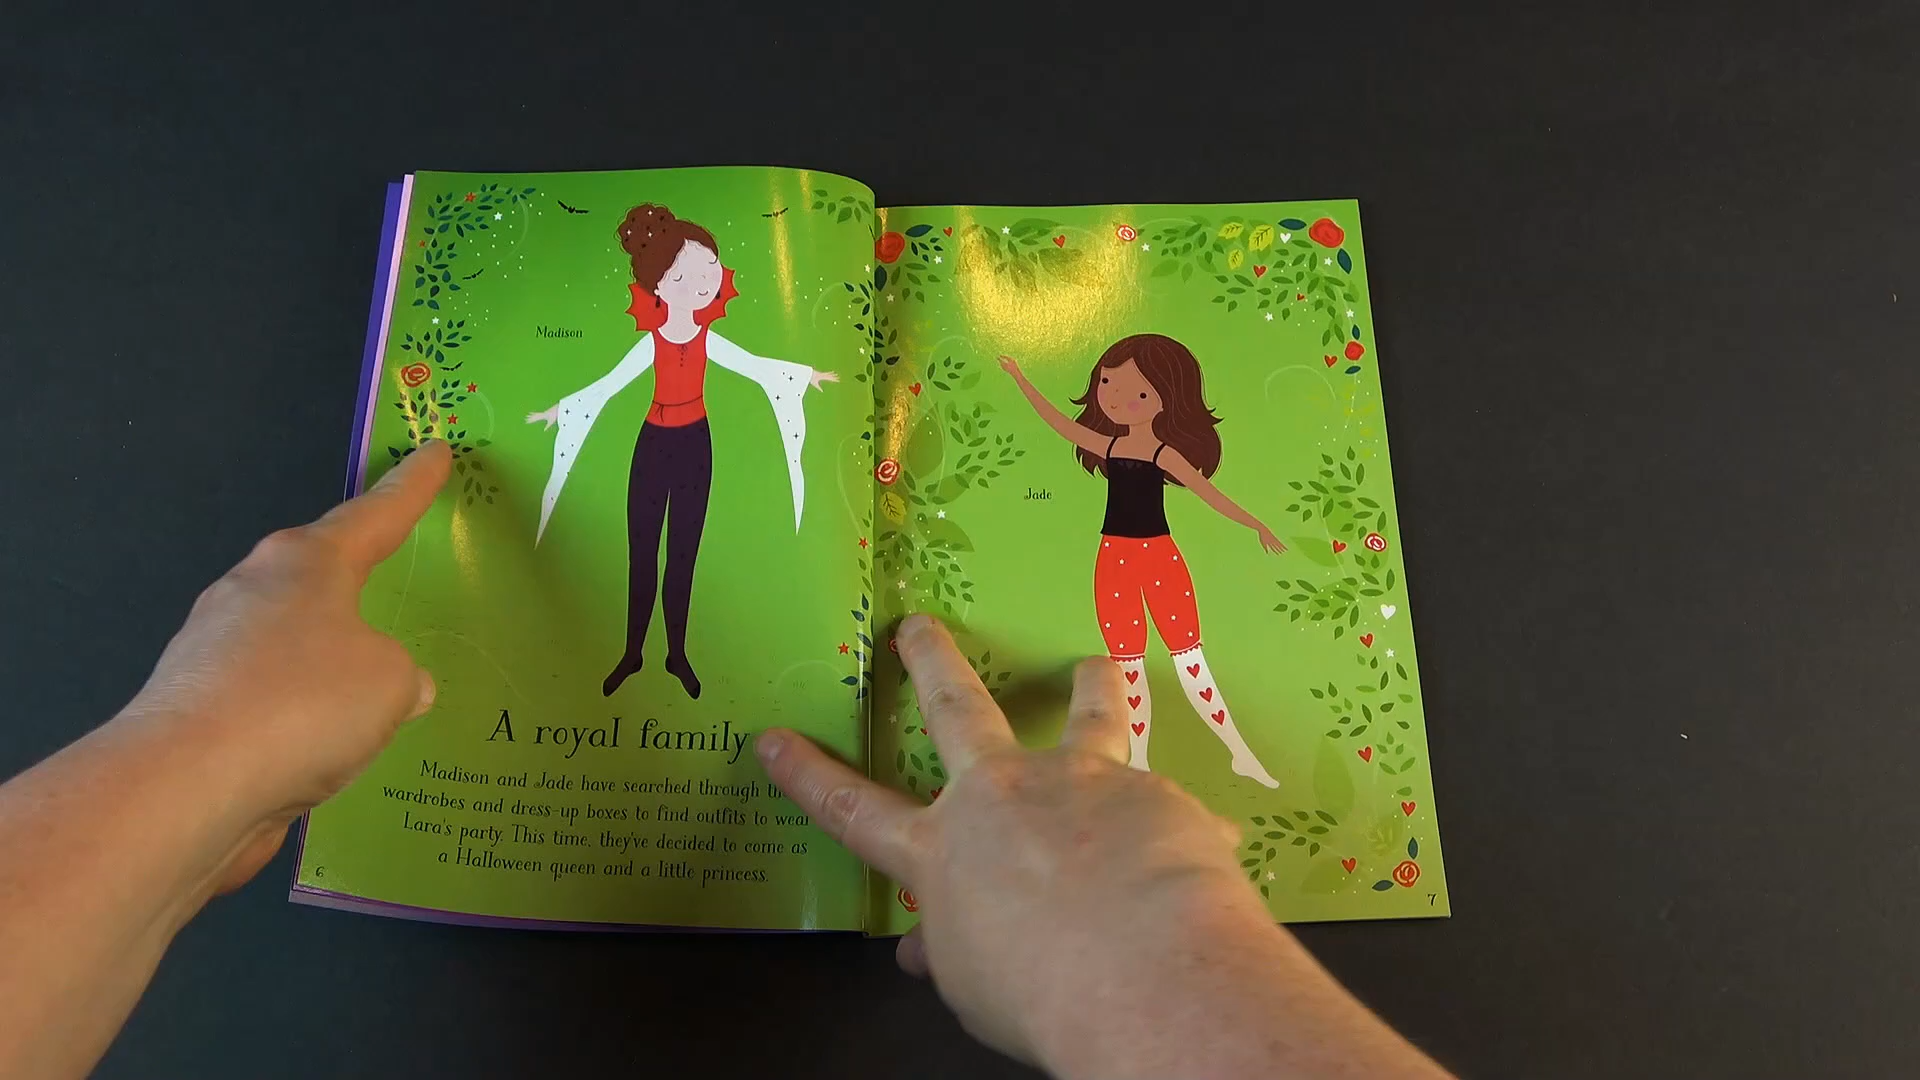 Madison
Jade
A royal family
Madison and Jade have searched through
wardrobes and dress-up boxes to find outfits to wear
Lara's party. This time, they've decided to come as
a Halloween queen and a little princess.
6
7